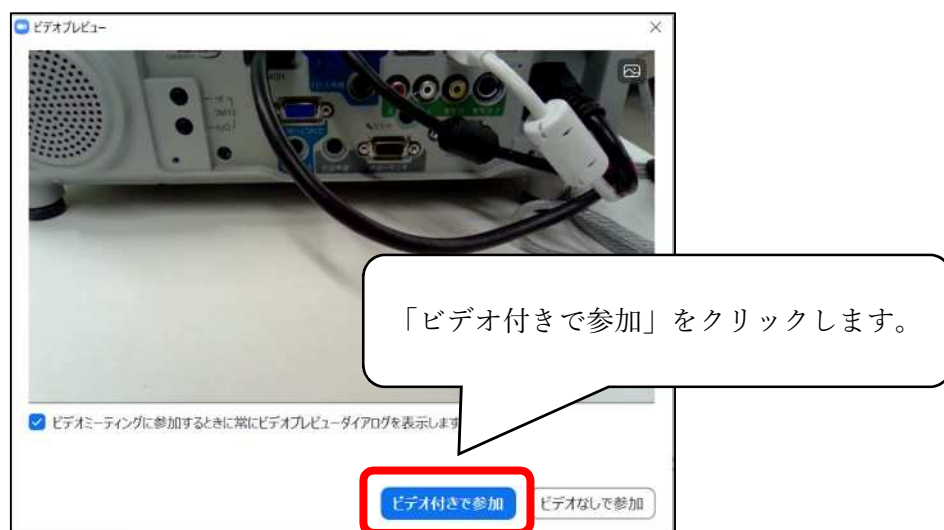 ビデオプレビュー
「ビデオ付きで参加」をクリックします。
ビデオミーティングに参加するときに常にビデオプレビューダイアログを表示します
ビデオ付きで参加
ビデオなしで参加